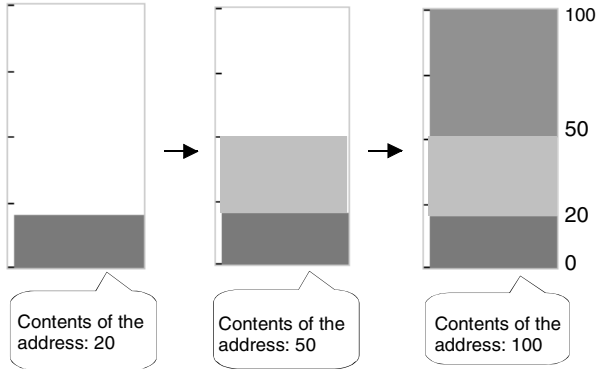 100
50
20
0
Contents of the
address: 20
Contents of the
address: 50
Contents of the
address: 100